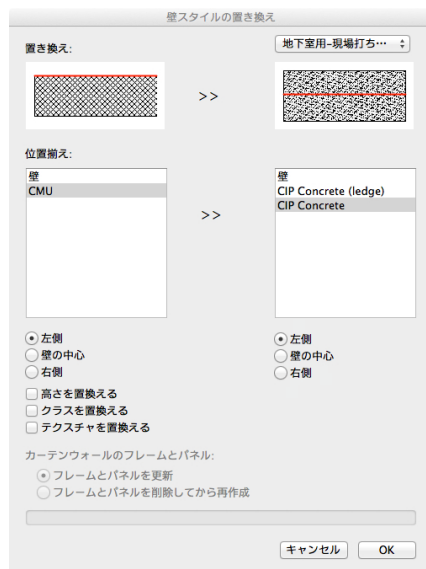 壁スタイルの置き換え
置き換え:
地下室用-現場打ち…
>>
位置揃え:
壁
CMU
>>
壁
CIP Concrete (ledge)
CIP Concrete
左側
壁の中心
右側
左側
壁の中心
右側
高さを置換える
クラスを置換える
テクスチャを置換える
カーテンウォールのフレームとパネル:
フレームとパネルを更新
フレームとパネルを削除してから再作成
キャンセル
OK